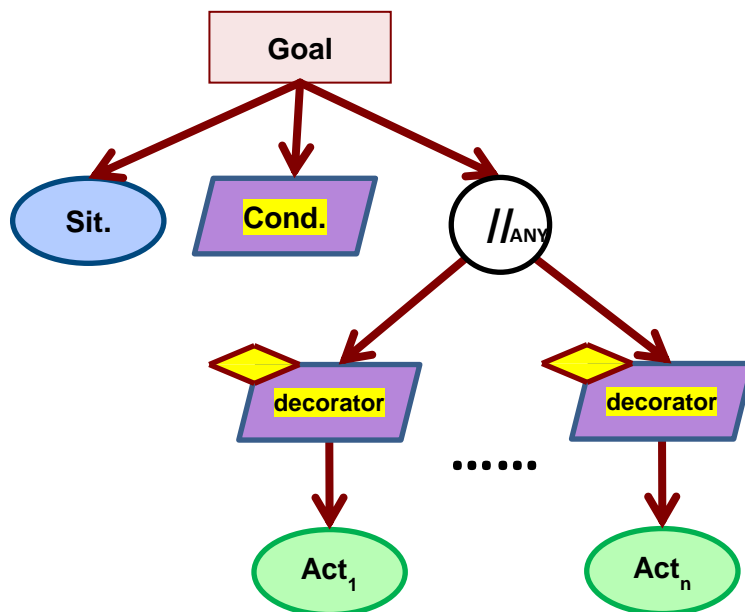 Goal
Sit.
Cond.
//ANY
decorator
decorator
.......
Act1
Actn